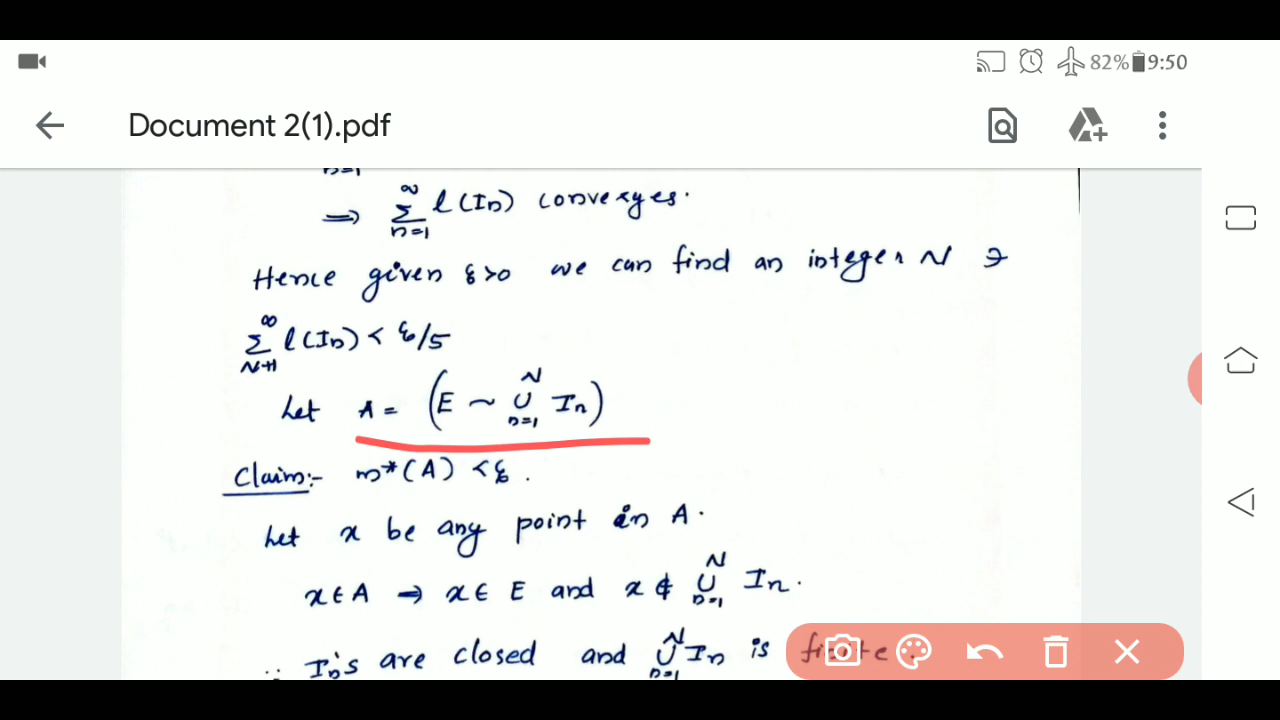 82% 9:50
Document 2(1).pdf
n=1
⇒ ∞ Σ n=1 l(In) converges.
Hence given ε>0 we can find an integer N ∋
∞ Σ N+1 l(In) < ε/5
Let A = (E ~ N ∪ n=1 In)
Claim:- m*(A) < ε.
Let x be any point in A.
x∈A ⇒ x∈ E and x ∉ N ∪ n=1 In.
∵ In's are closed and N ∪ n=1 In is finite.